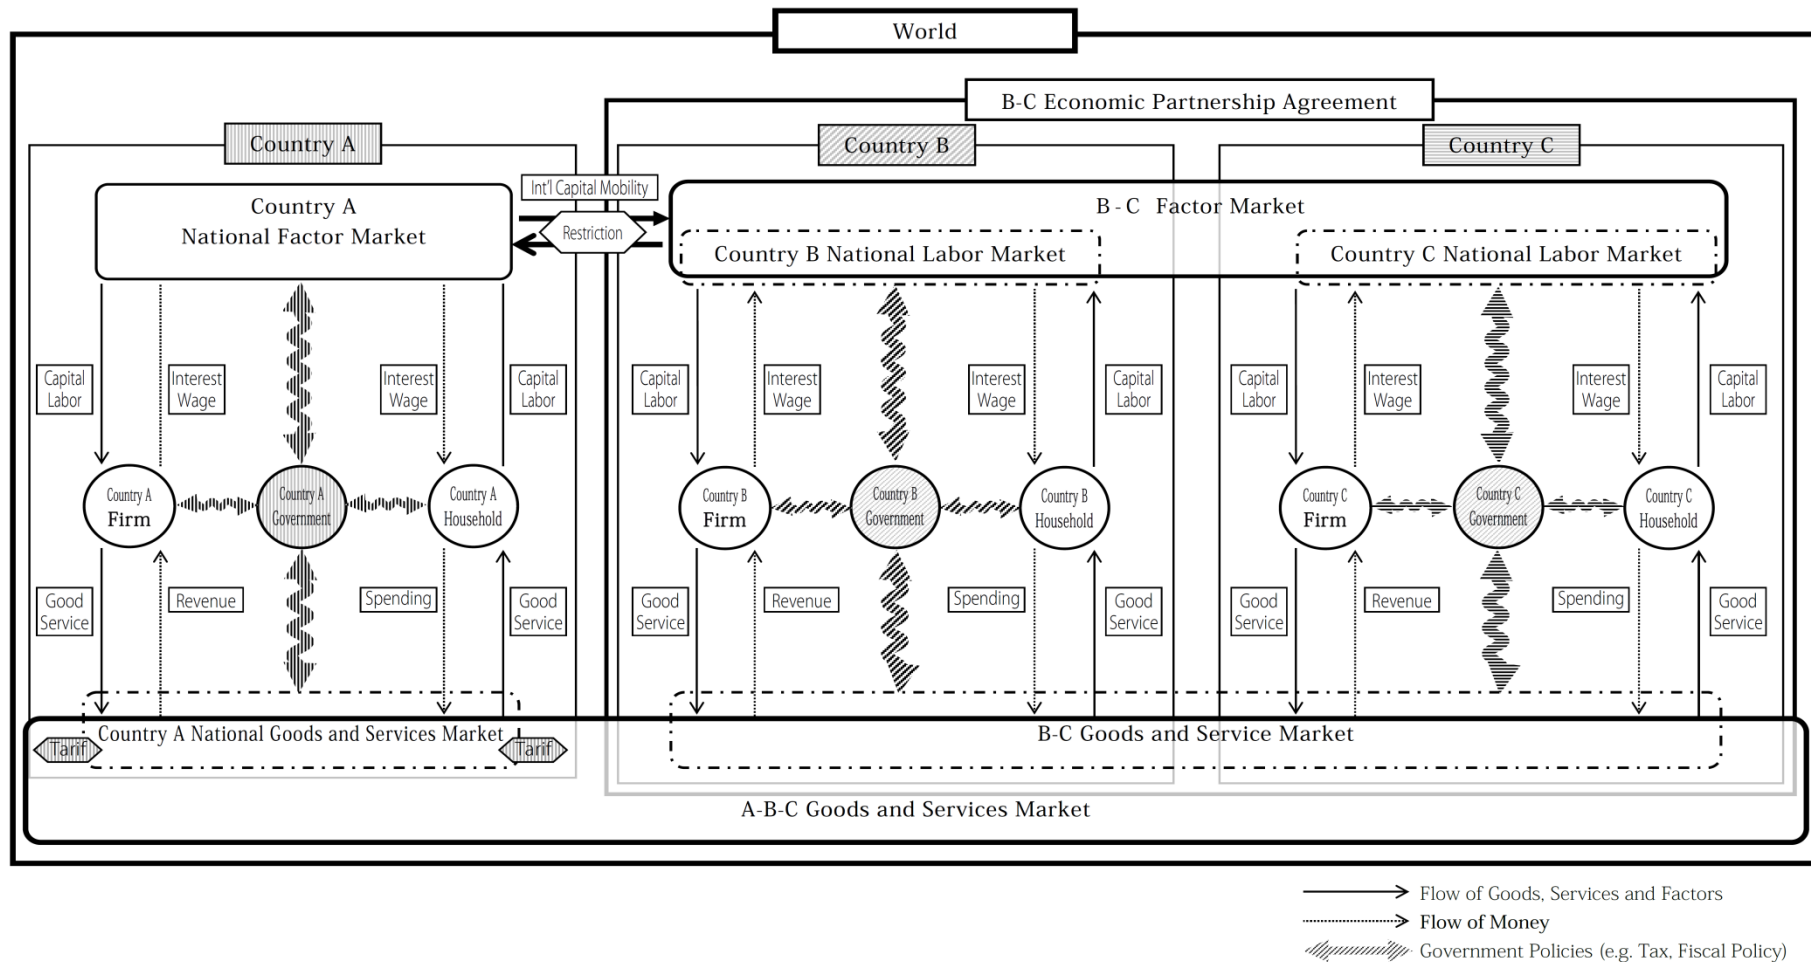 World
B-C Economic Partnership Agreement
Country A
Country B
Country C
Int'l Capital Mobility
Restriction
Country A
National Factor Market
B - C Factor Market
Country B National Labor Market
Country C National Labor Market
Capital
Labor
Interest
Wage
Interest
Wage
Capital
Labor
Capital
Labor
Interest
Wage
Interest
Wage
Capital
Labor
Capital
Labor
Interest
Wage
Interest
Wage
Capital
Labor
Country A
Firm
Country A
Government
Country A
Household
Country B
Firm
Country B
Government
Country B
Household
Country C
Firm
Country C
Government
Country C
Household
Good
Service
Revenue
Spending
Good
Service
Good
Service
Revenue
Spending
Good
Service
Good
Service
Revenue
Spending
Good
Service
Country A National Goods and Services Market
Tarif
Tarif
B-C Goods and Service Market
A-B-C Goods and Services Market
Flow of Goods, Services and Factors
Flow of Money
Government Policies (e.g. Tax, Fiscal Policy)